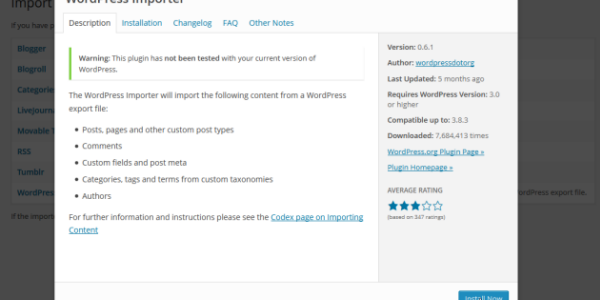 Import
WordPress Importer
If you have p
Description Installation Changelog FAQ Other Notes
Blogger
Blogroll
Categorie
LiveJourna
Movable T
RSS
Tumblr
WordPres
If the importe
Warning: This plugin has not been tested with your current version of
WordPress.
The WordPress Importer will import the following content from a WordPress
export file:
Posts, pages and other custom post types
Comments
Custom fields and post meta
Categories, tags and terms from custom taxonomies
Authors
For further information and instructions please see the Codex page on Importing
Content
Version: 0.6.1
Author: wordpressdotorg
Last Updated: 5 months ago
Requires WordPress Version: 3.0
or higher
Compatible up to: 3.8.3
Downloaded: 7,684,413 times
WordPress.org Plugin Page »
Plugin Homepage »
AVERAGE RATING
(based on 347 ratings)
rdPress export file.
Install Now